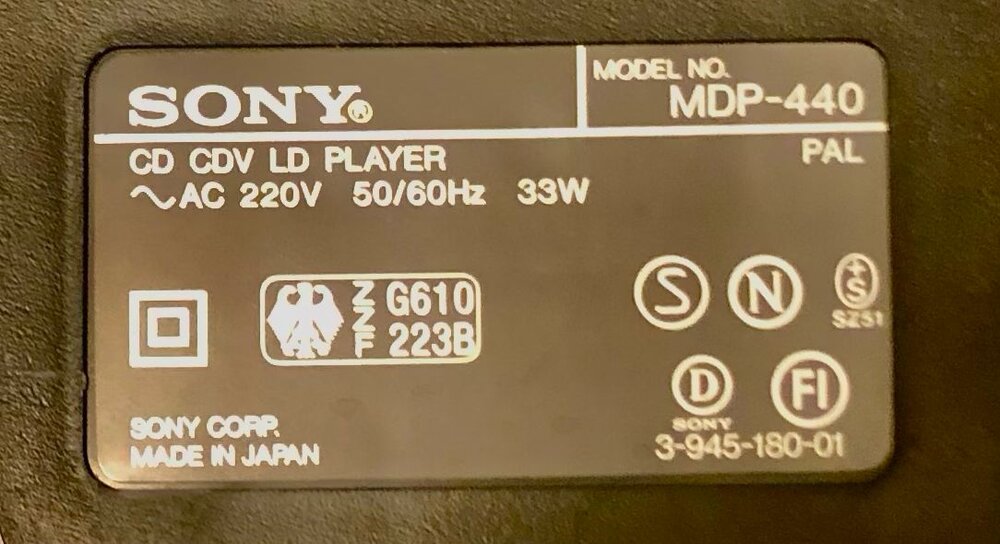 SONY®
MODEL NO.
MDP-440
CD CDV LD PLAYER
PAL
AC 220V 50/60Hz 33W
ZZF
G610
223B
S
N
+S
SZ51
D
SONY
FI
SONY CORP.
MADE IN JAPAN
3-945-180-01